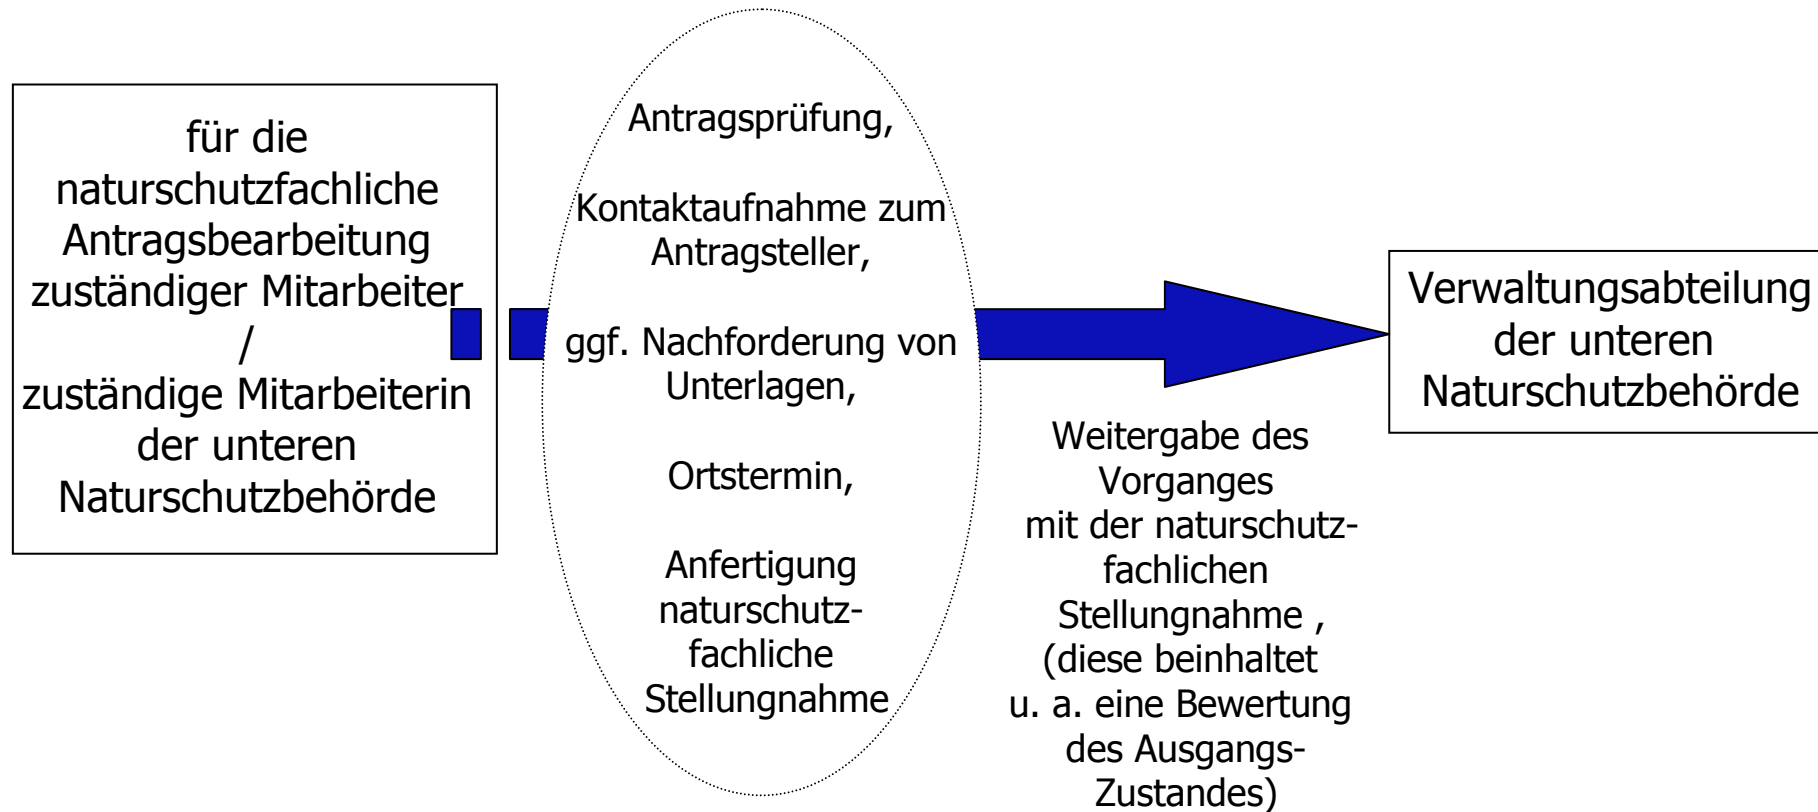 für die
naturschutzfachliche
Antragsbearbeitung
zuständiger Mitarbeiter
/
zuständige Mitarbeiterin
der unteren
Naturschutzbehörde
Antragsprüfung,
Kontaktaufnahme zum
Antragsteller,
ggf. Nachforderung von
Unterlagen,
Ortstermin,
Anfertigung
naturschutz-
fachliche
Stellungnahme
Weitergabe des
Vorganges
mit der naturschutz-
fachlichen
Stellungnahme ,
(diese beinhaltet
u. a. eine Bewertung
des Ausgangs-
Zustandes)
Verwaltungsabteilung
der unteren
Naturschutzbehörde